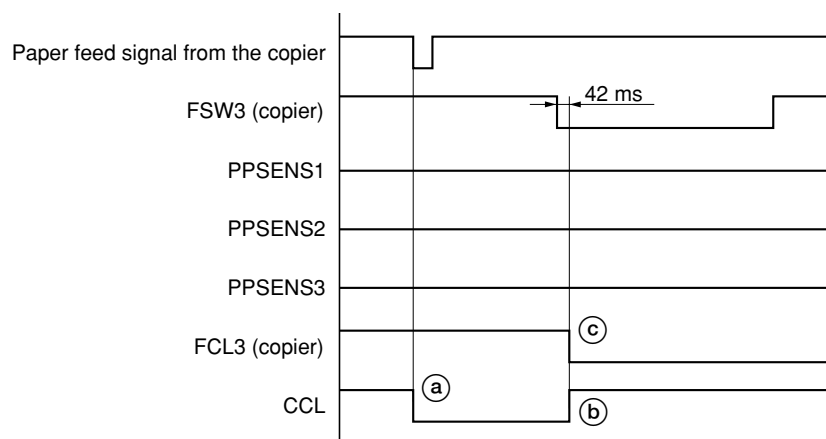 Paper feed signal from the copier
FSW3 (copier)
42 ms
PPSENS1
PPSENS2
PPSENS3
FCL3 (copier)
c
CCL
a
b